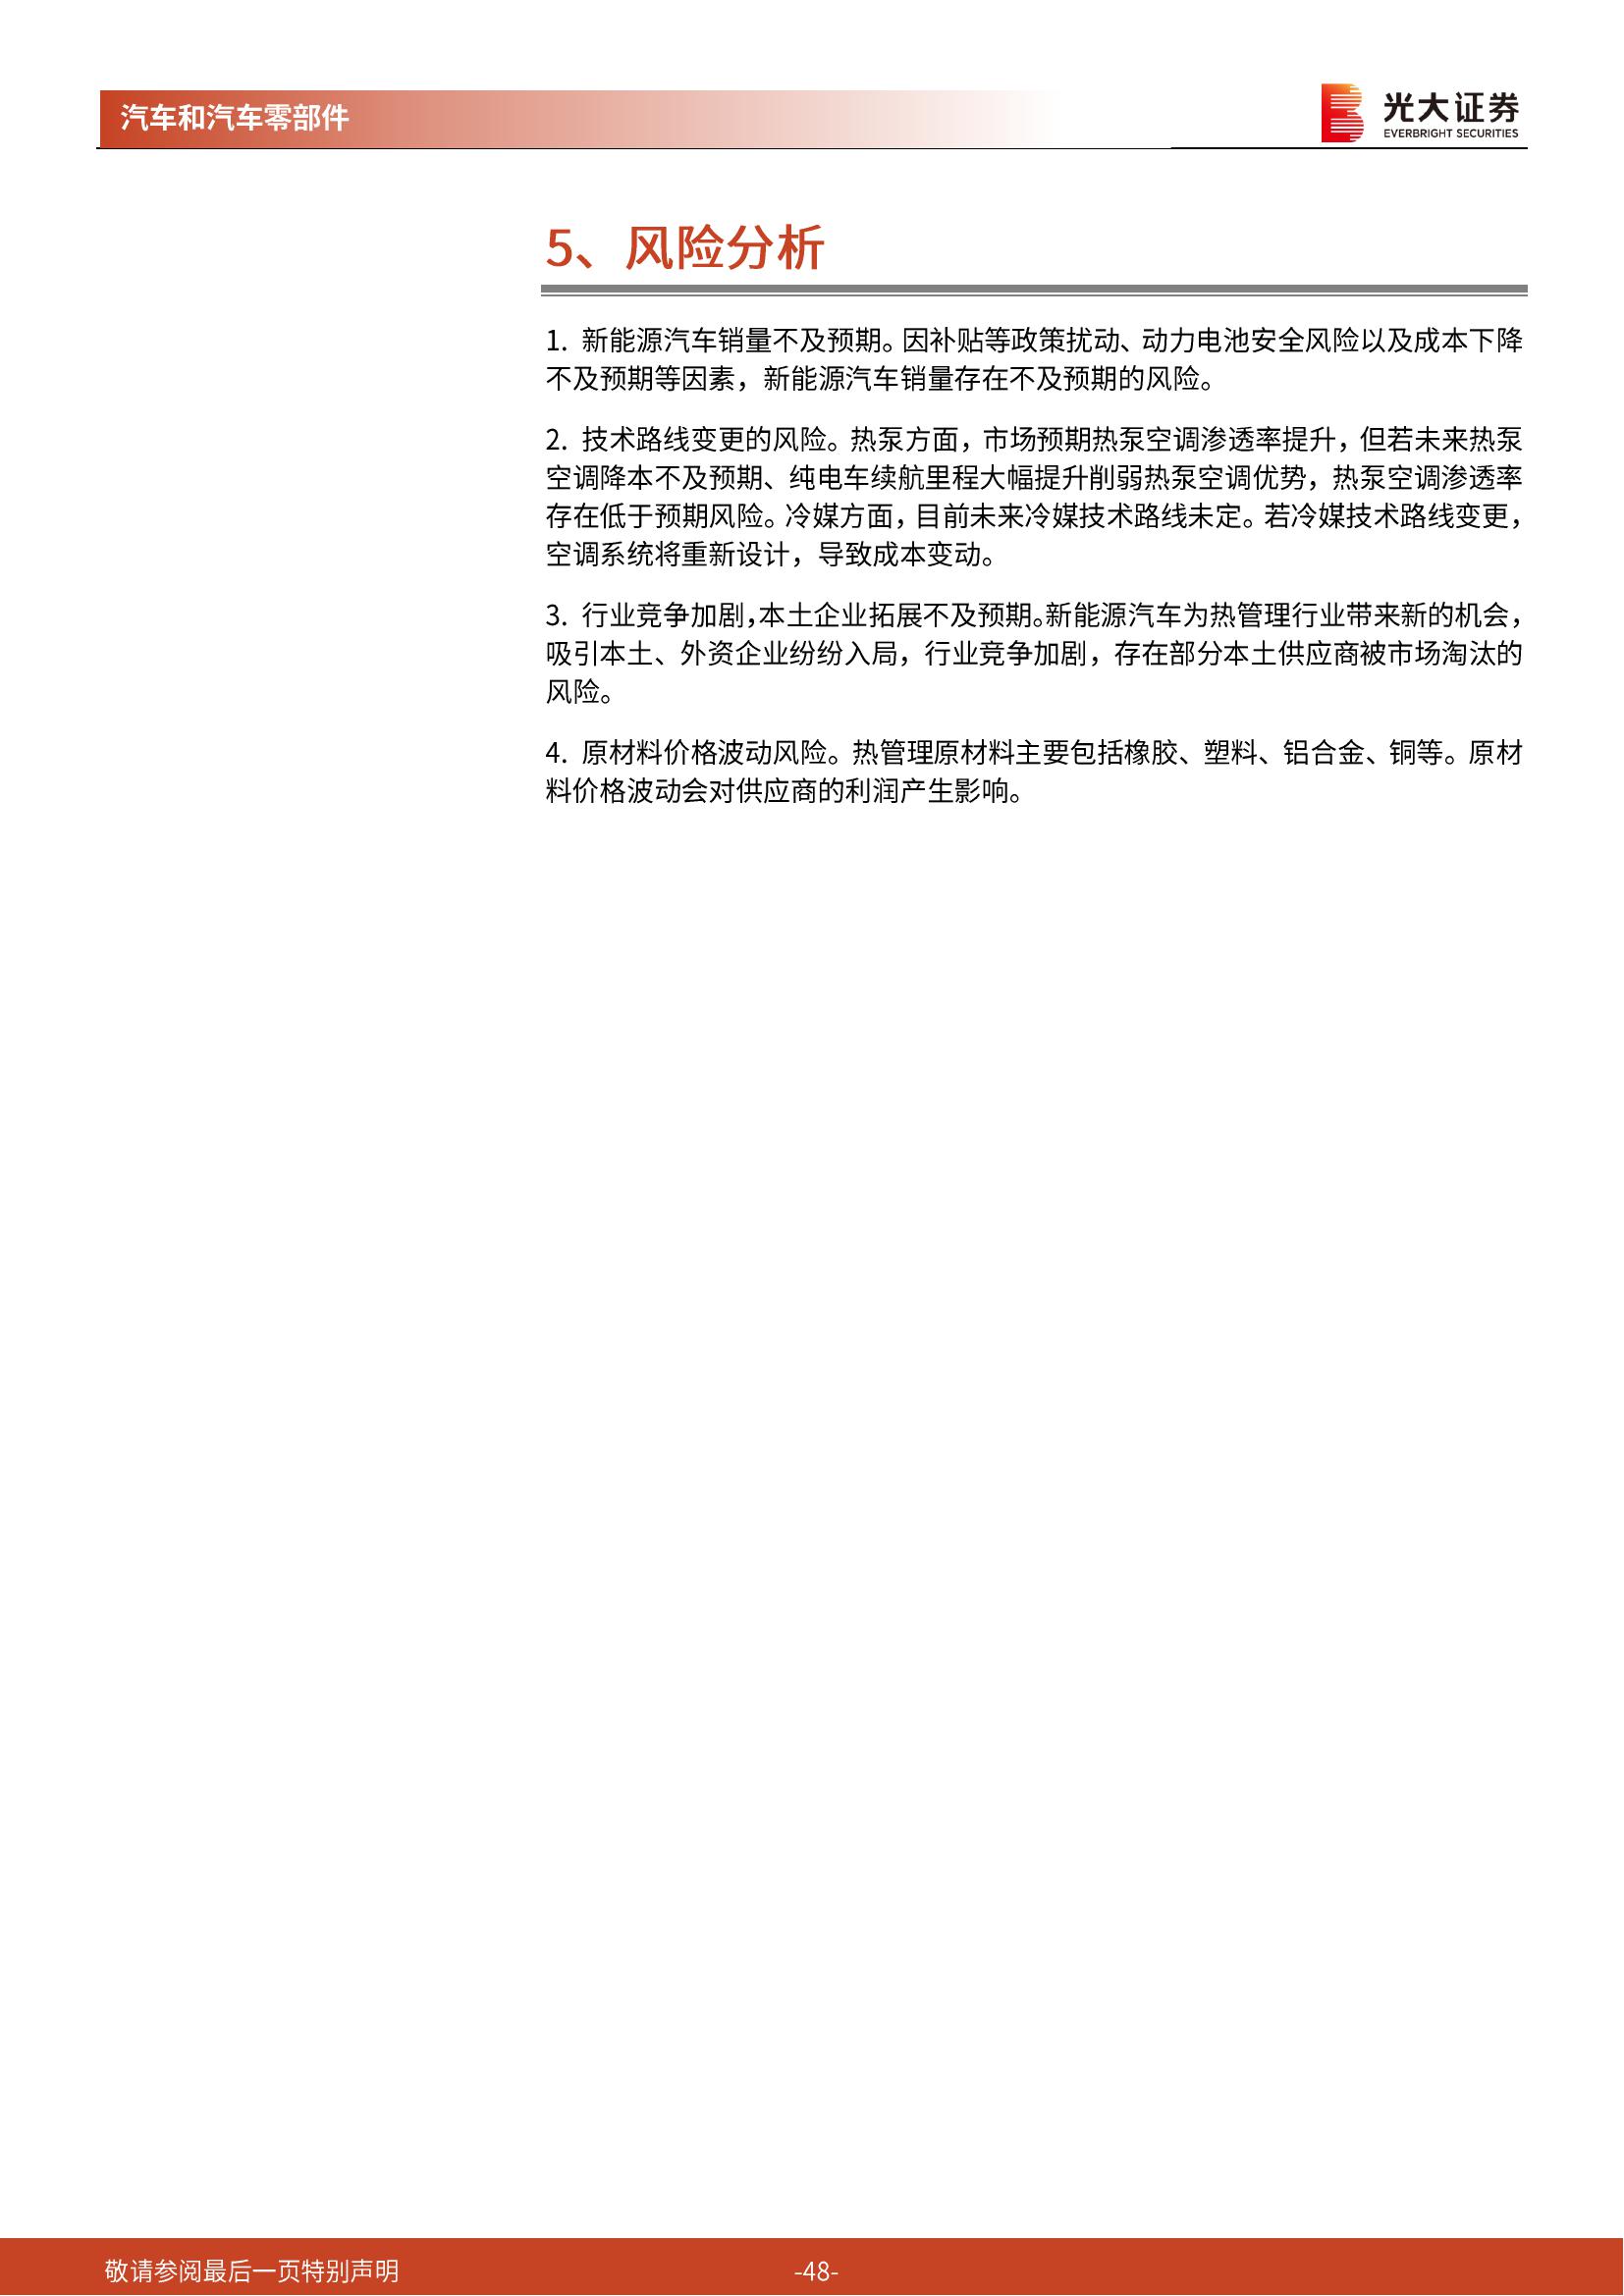 汽车和汽车零部件
光大证券
EVERBRIGHT SECURITIES
5、风险分析
1. 新能源汽车销量不及预期。因补贴等政策扰动、动力电池安全风险以及成本下降
不及预期等因素，新能源汽车销量存在不及预期的风险。
2. 技术路线变更的风险。热泵方面，市场预期热泵空调渗透率提升，但若未来热泵
空调降本不及预期、纯电车续航里程大幅提升削弱热泵空调优势，热泵空调渗透率
存在低于预期风险。冷媒方面，目前未来冷媒技术路线未定。若冷媒技术路线变更，
空调系统将重新设计，导致成本变动。
3. 行业竞争加剧，本土企业拓展不及预期。新能源汽车为热管理行业带来新的机会，
吸引本土、外资企业纷纷入局，行业竞争加剧，存在部分本土供应商被市场淘汰的
风险。
4. 原材料价格波动风险。热管理原材料主要包括橡胶、塑料、铝合金、铜等。原材
料价格波动会对供应商的利润产生影响。
敬请参阅最后一页特别声明
-48-